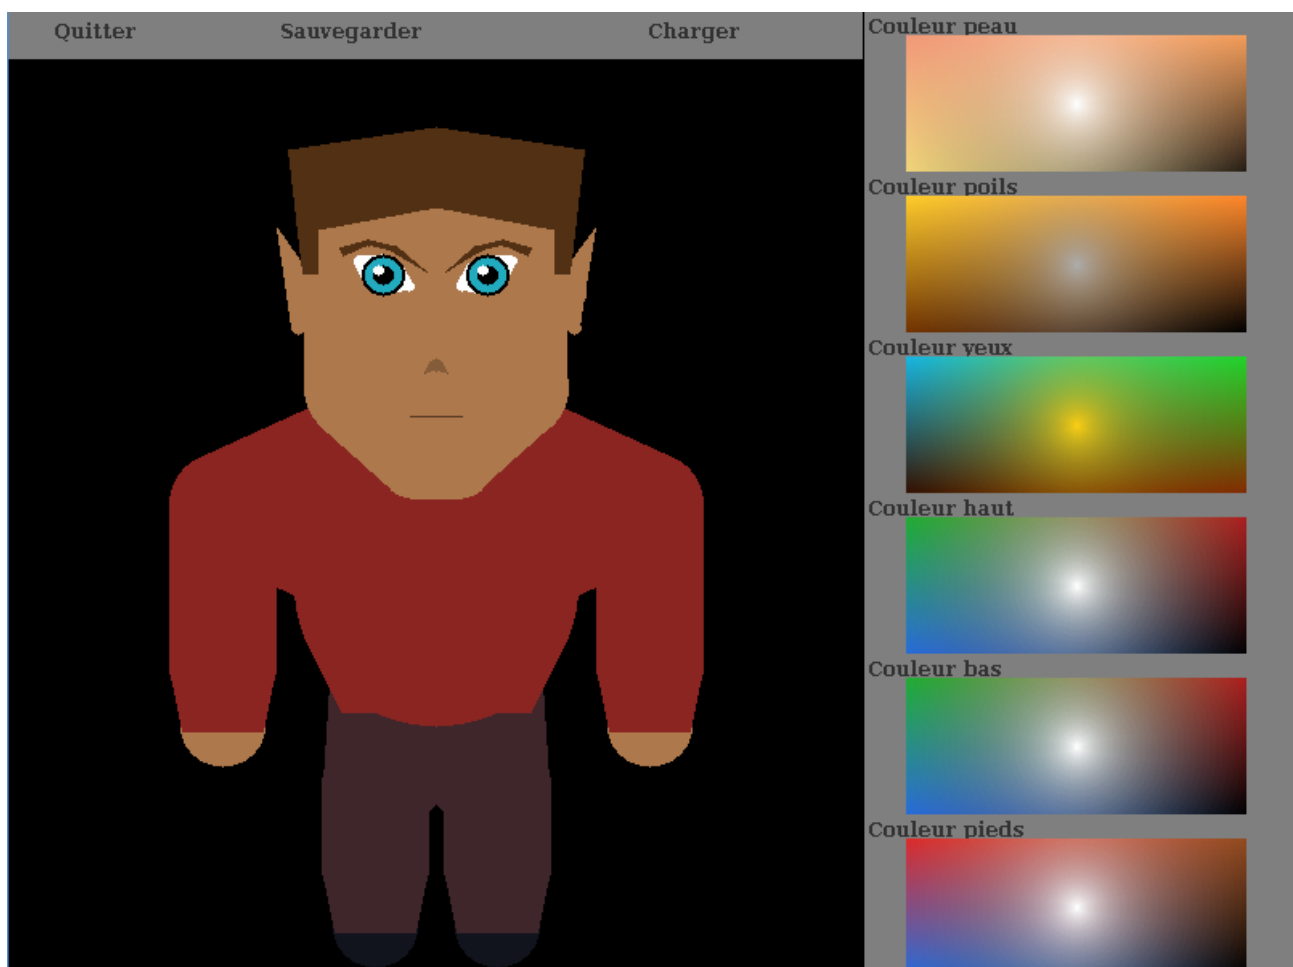 Quitter Sauvegarder Charger
Couleur peau
Couleur poils
Couleur yeux
Couleur haut
Couleur bas
Couleur pieds